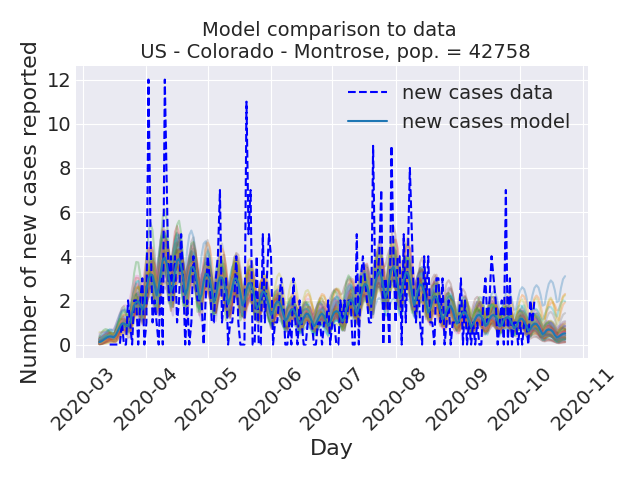 Model comparison to data
US - Colorado - Montrose, pop. = 42758
Number of new cases reported
12
10
8
6
4
2
0
new cases data
new cases model
2020-03
2020-04
2020-05
2020-06
2020-07
2020-08
2020-09
2020-10
2020-11
Day